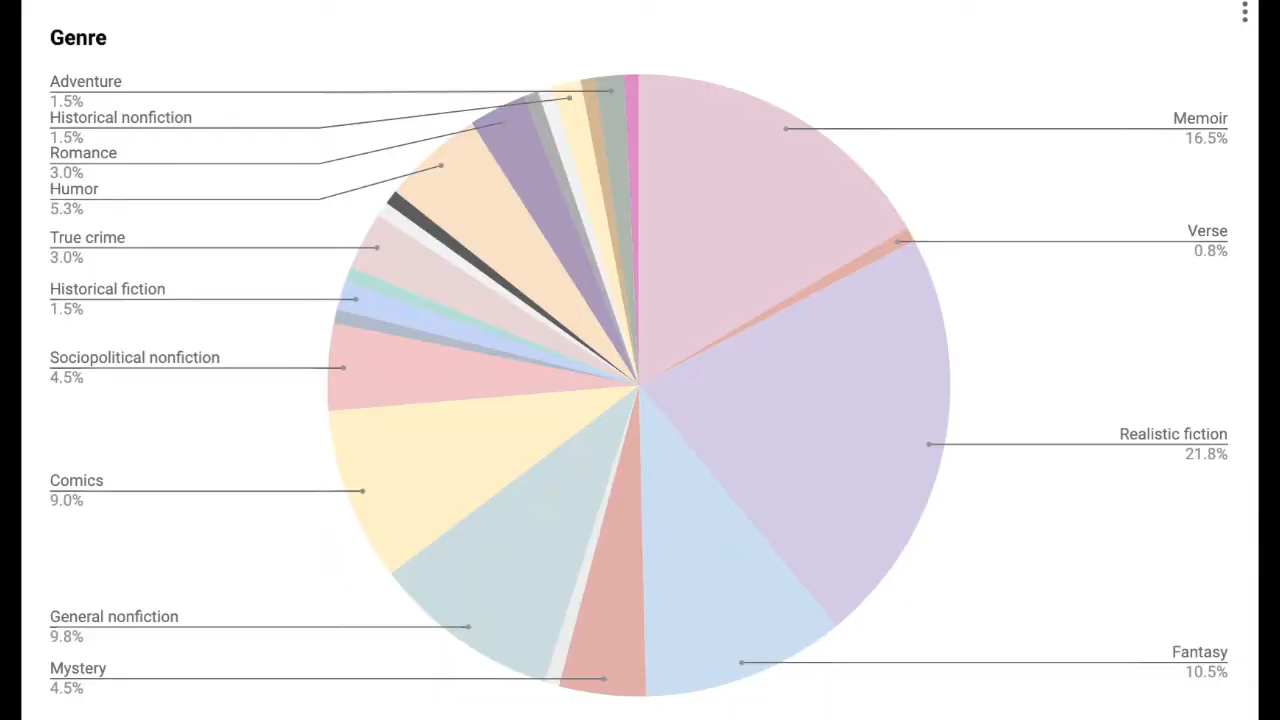 Genre
Adventure
1.5%
Historical nonfiction
1.5%
Romance
3.0%
Humor
5.3%
True crime
3.0%
Historical fiction
1.5%
Sociopolitical nonfiction
4.5%
Comics
9.0%
General nonfiction
9.8%
Mystery
4.5%
Memoir
16.5%
Verse
0.8%
Realistic fiction
21.8%
Fantasy
10.5%